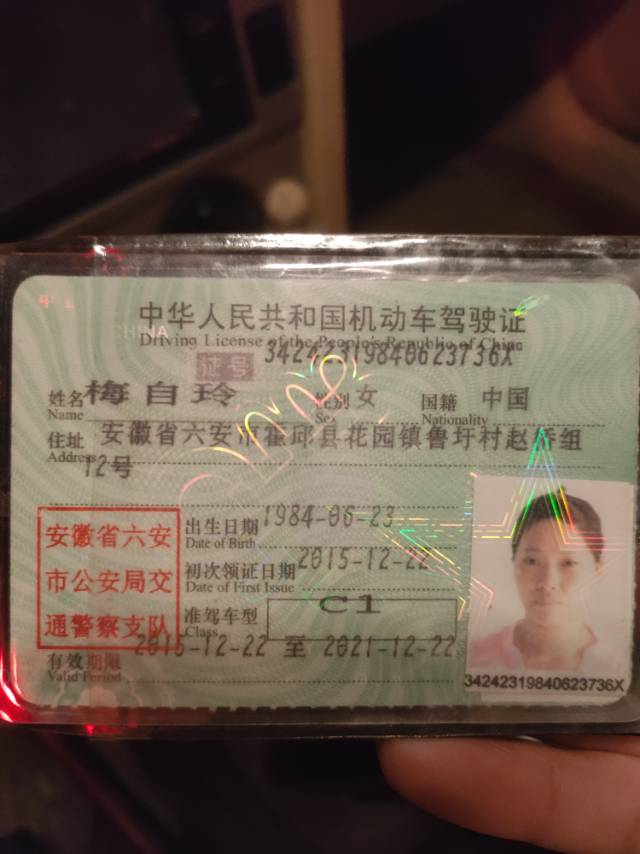 中华人民共和国机动车驾驶证
Driving License of the People's Republic of China
证号 34242319840623736X
姓名 梅自玲 性别 女 国籍 中国
Name Sex Nationality
住址 安徽省六安市霍邱县花园镇鲁圩村赵桥组
Address 12号
安徽省六安
市公安局交
通警察支队
出生日期 1984-06-23
Date of Birth
初次领证日期 2015-12-22
Date of First Issue
准驾车型 C1
Class
有效期限 2015-12-22 至 2021-12-22
Valid Period
34242319840623736X